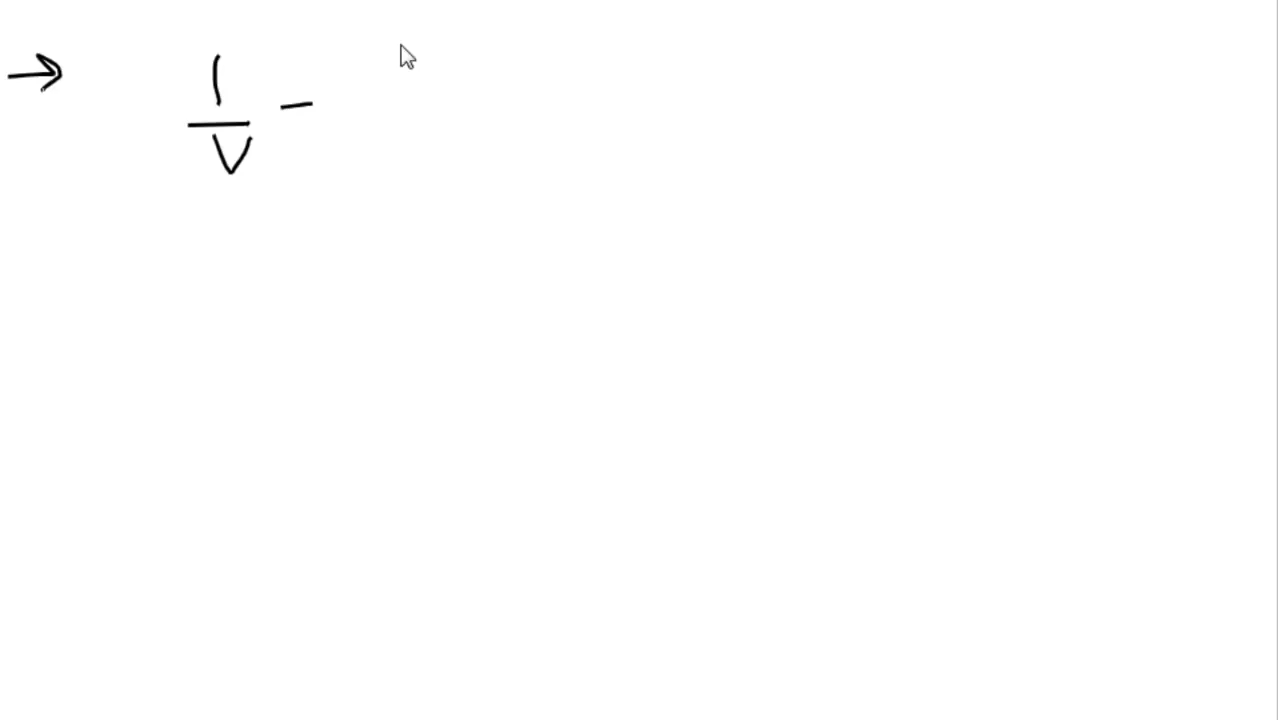 → 1/V -